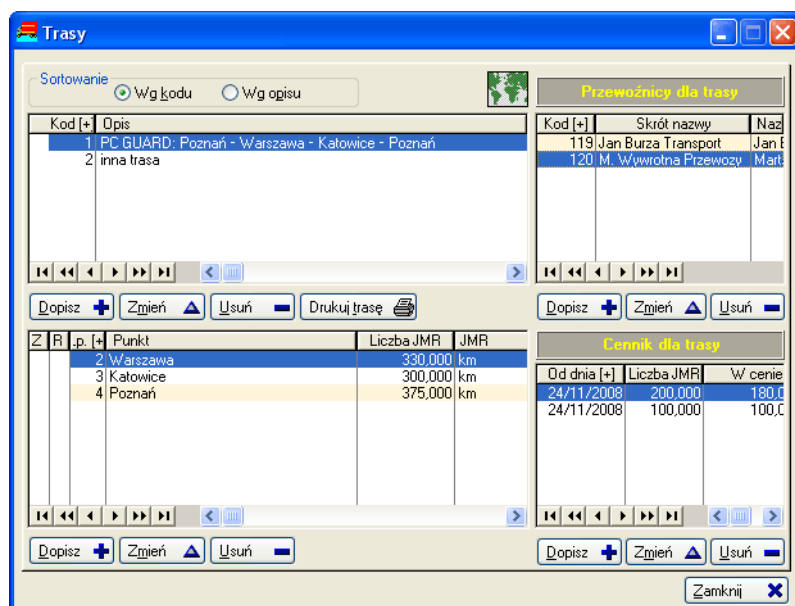 Trasy
Sortowanie
Wg kodu Wg opisu
Kod [+] Opis
1 PC GUARD: Poznań - Warszawa - Katowice - Poznań
2 inna trasa
Dopisz Zmień Usuń Drukuj trasę
Przewoźnicy dla trasy
Kod [+] Skrót nazwy Naz
119 Jan Burza Transport Jan B
120 M. Wywrotna Przewozy Mart
Dopisz Zmień Usuń
Z R .p. [+ Punkt Liczba JMR JMR
2 Warszawa 330,000 km
3 Katowice 300,000 km
4 Poznań 375,000 km
Dopisz Zmień Usuń
Cennik dla trasy
Od dnia [+] Liczba JMR W cenie
24/11/2008 200,000 180,0
24/11/2008 100,000 100,0
Dopisz Zmień Usuń
Zamknij